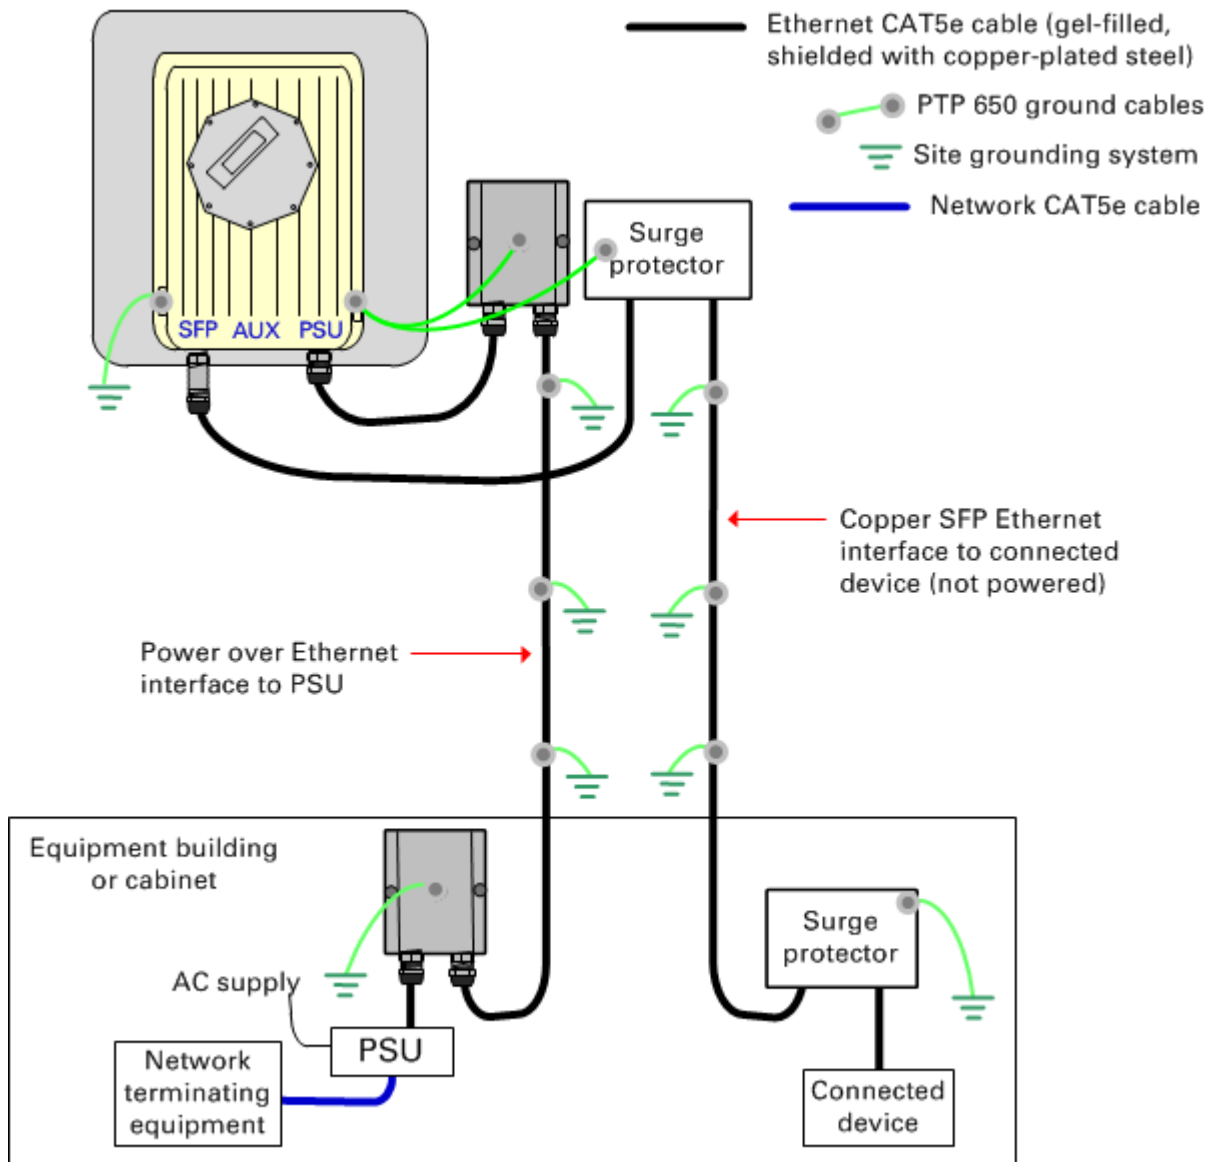 Ethernet CAT5e cable (gel-filled,
shielded with copper-plated steel)
PTP 650 ground cables
Site grounding system
Network CAT5e cable
Surge
protector
SFP AUX PSU
Copper SFP Ethernet
interface to connected
device (not powered)
Power over Ethernet
interface to PSU
Equipment building
or cabinet
Surge
protector
AC supply
PSU
Network
terminating
equipment
Connected
device